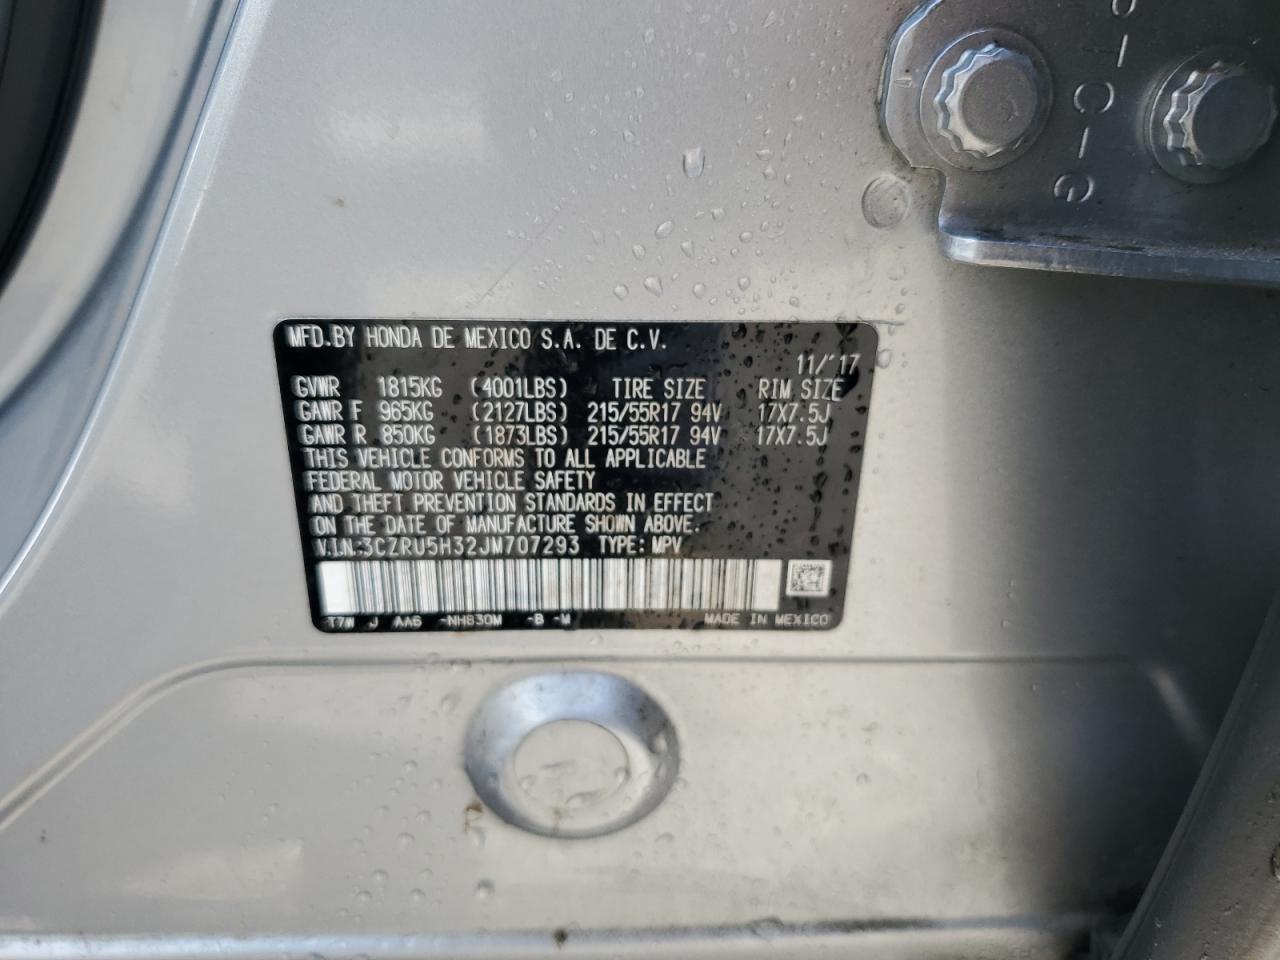 MFD.BY HONDA DE MEXICO S.A. DE C.V.
11/'17
GVWR 1815KG (4001LBS) TIRE SIZE RIM SIZE
GAWR F 965KG (2127LBS) 215/55R17 94V 17X7.5J
GAWR R 850KG (1873LBS) 215/55R17 94V 17X7.5J
THIS VEHICLE CONFORMS TO ALL APPLICABLE
FEDERAL MOTOR VEHICLE SAFETY
AND THEFT PREVENTION STANDARDS IN EFFECT
ON THE DATE OF MANUFACTURE SHOWN ABOVE.
V.I.N.:3CZRU5H32JM707293 TYPE: MPV
T7W J AA6 -NH830M -B -M MADE IN MEXICO